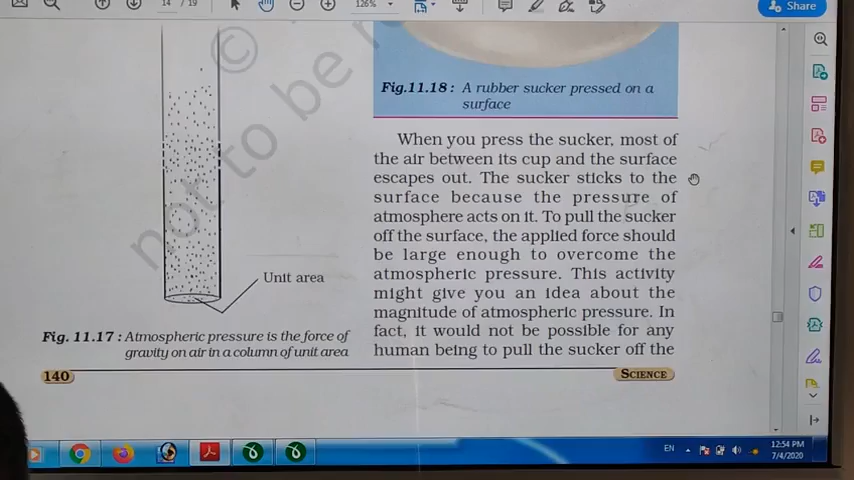 14 / 19
126%
Share
© not to be r
Unit area
Fig. 11.17 : Atmospheric pressure is the force of
gravity on air in a column of unit area
140
Fig.11.18 : A rubber sucker pressed on a
surface
When you press the sucker, most of
the air between its cup and the surface
escapes out. The sucker sticks to the
surface because the pressure of
atmosphere acts on it. To pull the sucker
off the surface, the applied force should
be large enough to overcome the
atmospheric pressure. This activity
might give you an idea about the
magnitude of atmospheric pressure. In
fact, it would not be possible for any
human being to pull the sucker off the
SCIENCE
EN
12:54 PM
7/4/2020